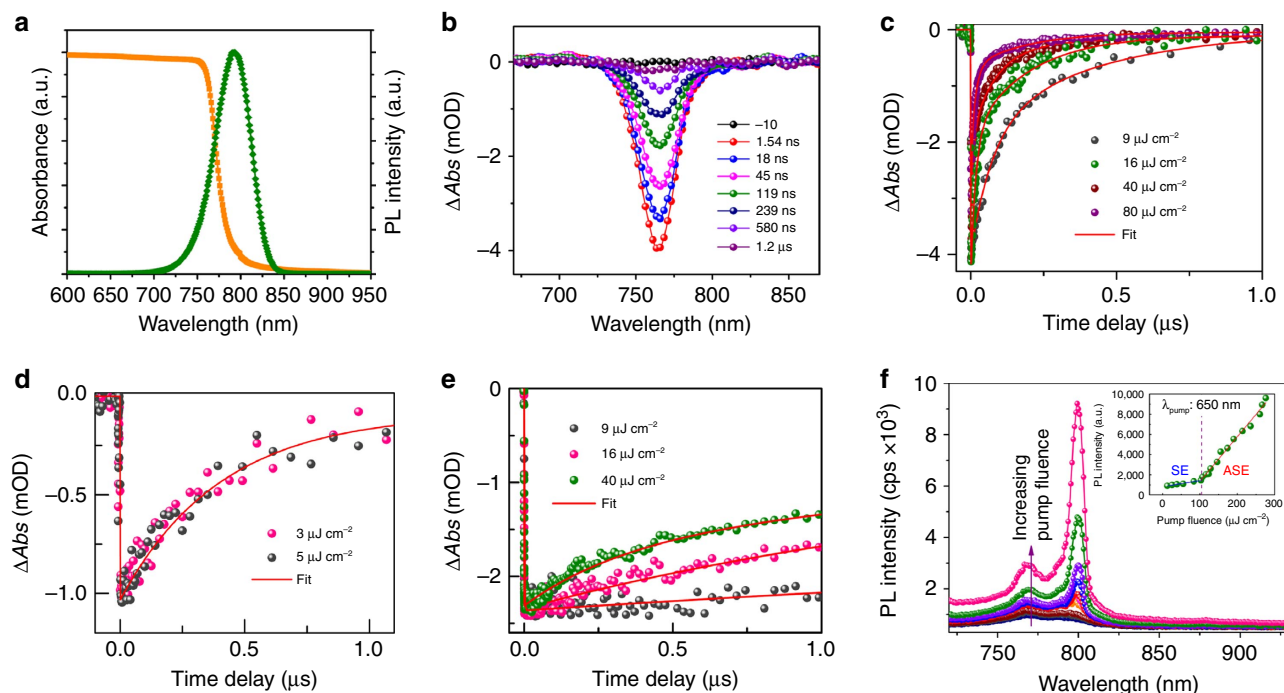 a
Absorbance (a.u.)
PL intensity (a.u.)
600 650 700 750 800 850 900 950
Wavelength (nm)
b
0
−2
−4
ΔAbs (mOD)
−10
1.54 ns
18 ns
45 ns
119 ns
239 ns
580 ns
1.2 μs
700 750 800 850
Wavelength (nm)
c
0
−2
−4
ΔAbs (mOD)
9 μJ cm−2
16 μJ cm−2
40 μJ cm−2
80 μJ cm−2
Fit
0.0 0.5 1.0
Time delay (μs)
d
0.0
−0.5
−1.0
ΔAbs (mOD)
3 μJ cm−2
5 μJ cm−2
Fit
0.0 0.5 1.0
Time delay (μs)
e
0
−1
−2
ΔAbs (mOD)
9 μJ cm−2
16 μJ cm−2
40 μJ cm−2
Fit
0.0 0.5 1.0
Time delay (μs)
f
10
8
6
4
2
PL intensity (cps ×10³)
Increasing
pump fluence
750 800 850 900
Wavelength (nm)
10,000
8,000
6,000
4,000
2,000
0
PL intensity (a.u.)
λpump: 650 nm
SE
ASE
0 100 200 300
Pump fluence (μJ cm−2)